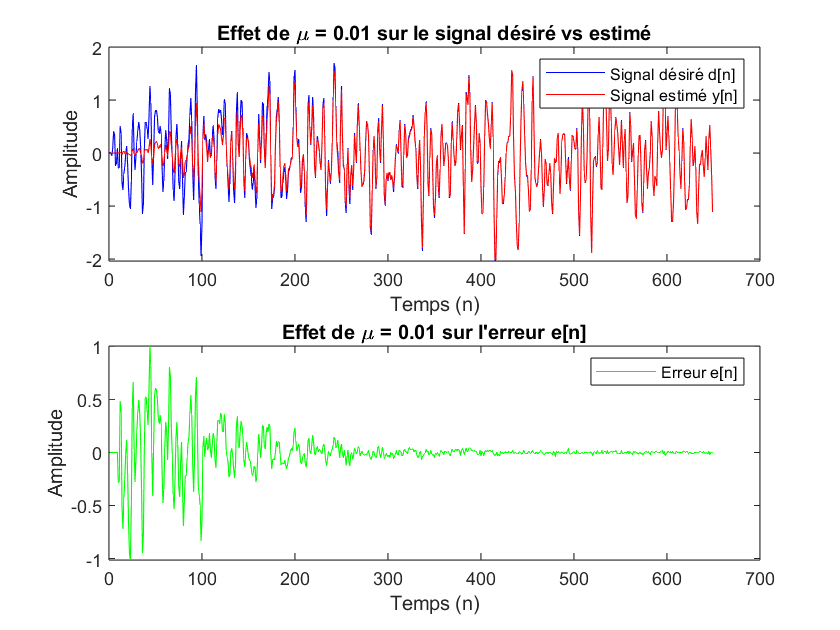 Effet de μ = 0.01 sur le signal désiré vs estimé
2
1
0
-1
-2
Amplitude
Signal désiré d[n]
Signal estimé y[n]
0 100 200 300 400 500 600 700
Temps (n)
Effet de μ = 0.01 sur l'erreur e[n]
1
0.5
0
-0.5
-1
Amplitude
Erreur e[n]
0 100 200 300 400 500 600 700
Temps (n)